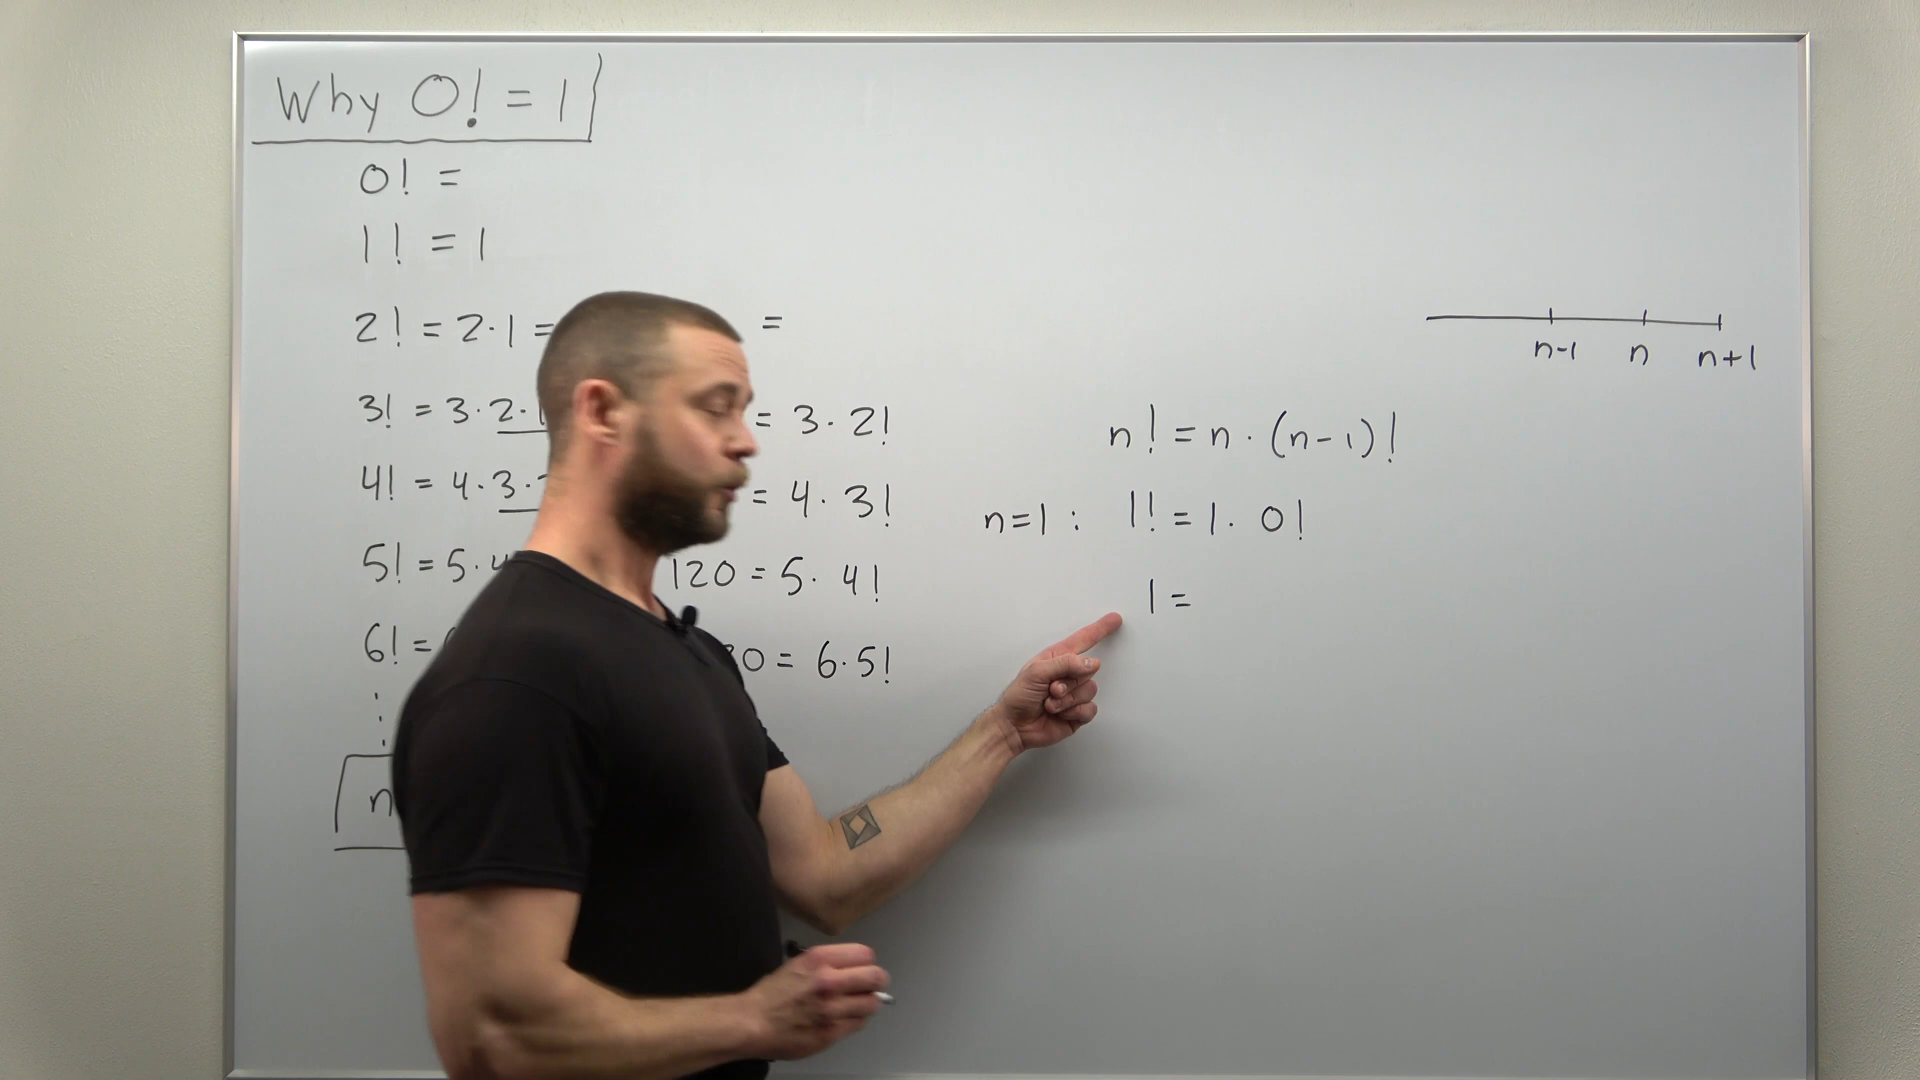 Why 0! = 1
0! =
1! = 1
2! = 2·1 = =
3! = 3·2· = 3·2!
4! = 4·3· = 4·3!
5! = 5· 120 = 5·4!
6! = 0 = 6·5!
n
n-1 n n+1
n! = n·(n-1)!
n=1 : 1! = 1·0!
1 =